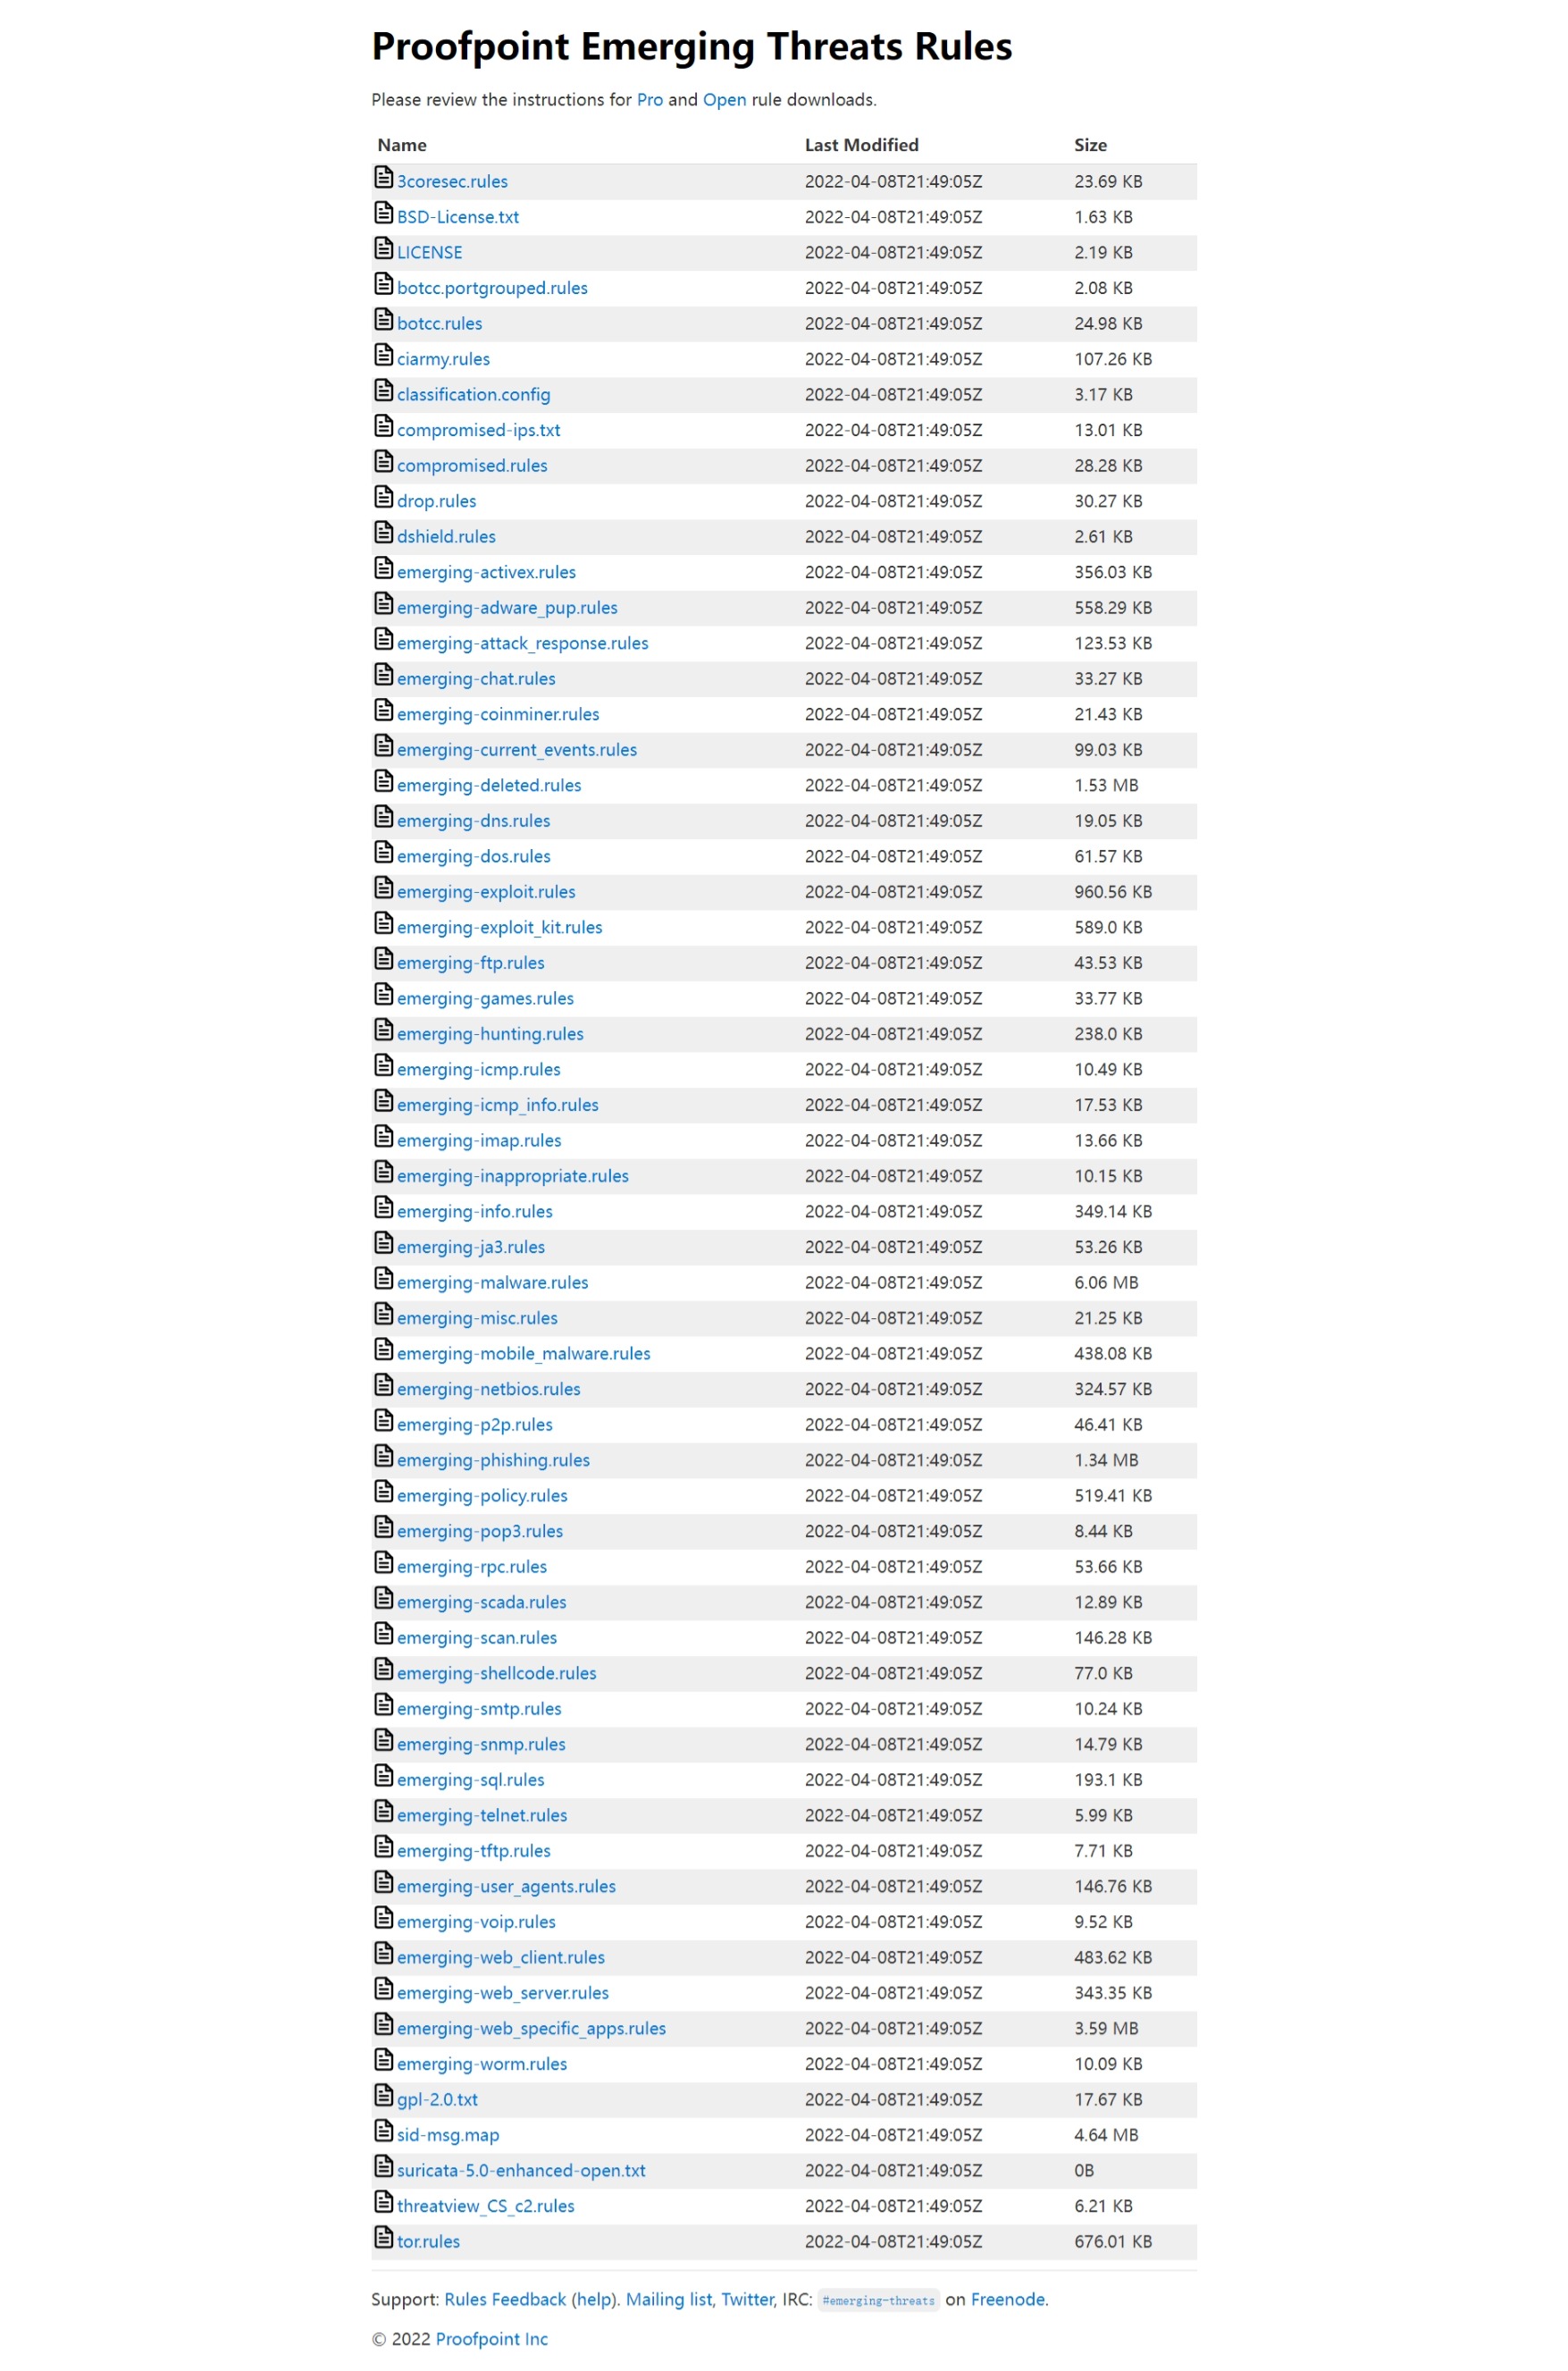 Proofpoint Emerging Threats Rules
Please review the instructions for Pro and Open rule downloads.
Name Last Modified Size
3coresec.rules 2022-04-08T21:49:05Z 23.69 KB
BSD-License.txt 2022-04-08T21:49:05Z 1.63 KB
LICENSE 2022-04-08T21:49:05Z 2.19 KB
botcc.portgrouped.rules 2022-04-08T21:49:05Z 2.08 KB
botcc.rules 2022-04-08T21:49:05Z 24.98 KB
ciarmy.rules 2022-04-08T21:49:05Z 107.26 KB
classification.config 2022-04-08T21:49:05Z 3.17 KB
compromised-ips.txt 2022-04-08T21:49:05Z 13.01 KB
compromised.rules 2022-04-08T21:49:05Z 28.28 KB
drop.rules 2022-04-08T21:49:05Z 30.27 KB
dshield.rules 2022-04-08T21:49:05Z 2.61 KB
emerging-activex.rules 2022-04-08T21:49:05Z 356.03 KB
emerging-adware_pup.rules 2022-04-08T21:49:05Z 558.29 KB
emerging-attack_response.rules 2022-04-08T21:49:05Z 123.53 KB
emerging-chat.rules 2022-04-08T21:49:05Z 33.27 KB
emerging-coinminer.rules 2022-04-08T21:49:05Z 21.43 KB
emerging-current_events.rules 2022-04-08T21:49:05Z 99.03 KB
emerging-deleted.rules 2022-04-08T21:49:05Z 1.53 MB
emerging-dns.rules 2022-04-08T21:49:05Z 19.05 KB
emerging-dos.rules 2022-04-08T21:49:05Z 61.57 KB
emerging-exploit.rules 2022-04-08T21:49:05Z 960.56 KB
emerging-exploit_kit.rules 2022-04-08T21:49:05Z 589.0 KB
emerging-ftp.rules 2022-04-08T21:49:05Z 43.53 KB
emerging-games.rules 2022-04-08T21:49:05Z 33.77 KB
emerging-hunting.rules 2022-04-08T21:49:05Z 238.0 KB
emerging-icmp.rules 2022-04-08T21:49:05Z 10.49 KB
emerging-icmp_info.rules 2022-04-08T21:49:05Z 17.53 KB
emerging-imap.rules 2022-04-08T21:49:05Z 13.66 KB
emerging-inappropriate.rules 2022-04-08T21:49:05Z 10.15 KB
emerging-info.rules 2022-04-08T21:49:05Z 349.14 KB
emerging-ja3.rules 2022-04-08T21:49:05Z 53.26 KB
emerging-malware.rules 2022-04-08T21:49:05Z 6.06 MB
emerging-misc.rules 2022-04-08T21:49:05Z 21.25 KB
emerging-mobile_malware.rules 2022-04-08T21:49:05Z 438.08 KB
emerging-netbios.rules 2022-04-08T21:49:05Z 324.57 KB
emerging-p2p.rules 2022-04-08T21:49:05Z 46.41 KB
emerging-phishing.rules 2022-04-08T21:49:05Z 1.34 MB
emerging-policy.rules 2022-04-08T21:49:05Z 519.41 KB
emerging-pop3.rules 2022-04-08T21:49:05Z 8.44 KB
emerging-rpc.rules 2022-04-08T21:49:05Z 53.66 KB
emerging-scada.rules 2022-04-08T21:49:05Z 12.89 KB
emerging-scan.rules 2022-04-08T21:49:05Z 146.28 KB
emerging-shellcode.rules 2022-04-08T21:49:05Z 77.0 KB
emerging-smtp.rules 2022-04-08T21:49:05Z 10.24 KB
emerging-snmp.rules 2022-04-08T21:49:05Z 14.79 KB
emerging-sql.rules 2022-04-08T21:49:05Z 193.1 KB
emerging-telnet.rules 2022-04-08T21:49:05Z 5.99 KB
emerging-tftp.rules 2022-04-08T21:49:05Z 7.71 KB
emerging-user_agents.rules 2022-04-08T21:49:05Z 146.76 KB
emerging-voip.rules 2022-04-08T21:49:05Z 9.52 KB
emerging-web_client.rules 2022-04-08T21:49:05Z 483.62 KB
emerging-web_server.rules 2022-04-08T21:49:05Z 343.35 KB
emerging-web_specific_apps.rules 2022-04-08T21:49:05Z 3.59 MB
emerging-worm.rules 2022-04-08T21:49:05Z 10.09 KB
gpl-2.0.txt 2022-04-08T21:49:05Z 17.67 KB
sid-msg.map 2022-04-08T21:49:05Z 4.64 MB
suricata-5.0-enhanced-open.txt 2022-04-08T21:49:05Z 0B
threatview_CS_c2.rules 2022-04-08T21:49:05Z 6.21 KB
tor.rules 2022-04-08T21:49:05Z 676.01 KB
Support: Rules Feedback (help). Mailing list, Twitter, IRC: #emerging-threats on Freenode.
© 2022 Proofpoint Inc